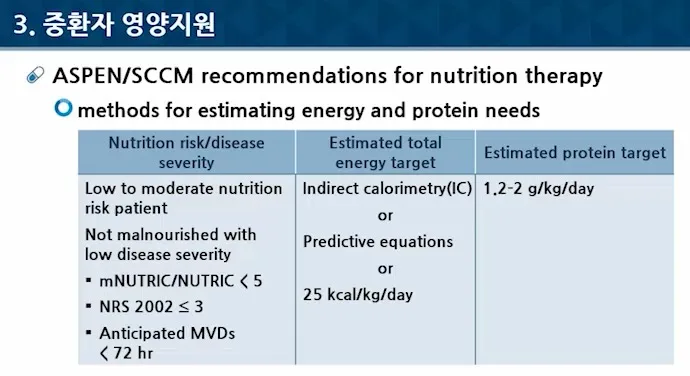 3. 중환자 영양지원
ASPEN/SCCM recommendations for nutrition therapy
methods for estimating energy and protein needs
Nutrition risk/disease
severity
Estimated total
energy target
Estimated protein target
Low to moderate nutrition
risk patient
Not malnourished with
low disease severity
▪ mNUTRIC/NUTRIC < 5
▪ NRS 2002 ≤ 3
▪ Anticipated MVDs
< 72 hr
Indirect calorimetry(IC)
or
Predictive equations
or
25 kcal/kg/day
1.2-2 g/kg/day